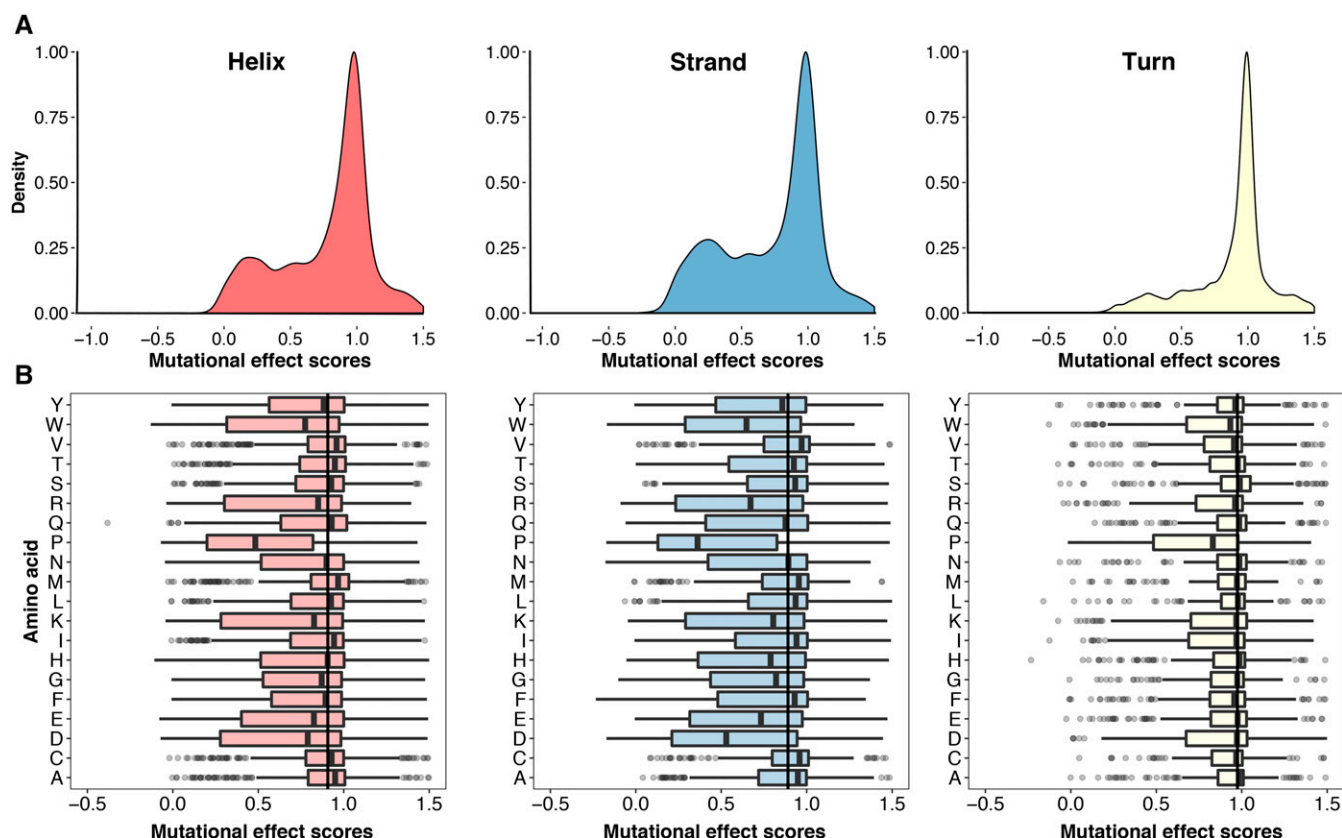 A
Helix
Strand
Turn
Density
1.00
0.75
0.50
0.25
0.00
-1.0 -0.5 0.0 0.5 1.0 1.5
Mutational effect scores
1.00
0.75
0.50
0.25
0.00
-1.0 -0.5 0.0 0.5 1.0 1.5
Mutational effect scores
1.00
0.75
0.50
0.25
0.00
-1.0 -0.5 0.0 0.5 1.0 1.5
Mutational effect scores
B
Amino acid
Y
W
V
T
S
R
Q
P
N
M
L
K
I
H
G
F
E
D
C
A
-0.5 0.0 0.5 1.0 1.5
Mutational effect scores
Y
W
V
T
S
R
Q
P
N
M
L
K
I
H
G
F
E
D
C
A
-0.5 0.0 0.5 1.0 1.5
Mutational effect scores
Y
W
V
T
S
R
Q
P
N
M
L
K
I
H
G
F
E
D
C
A
-0.5 0.0 0.5 1.0 1.5
Mutational effect scores